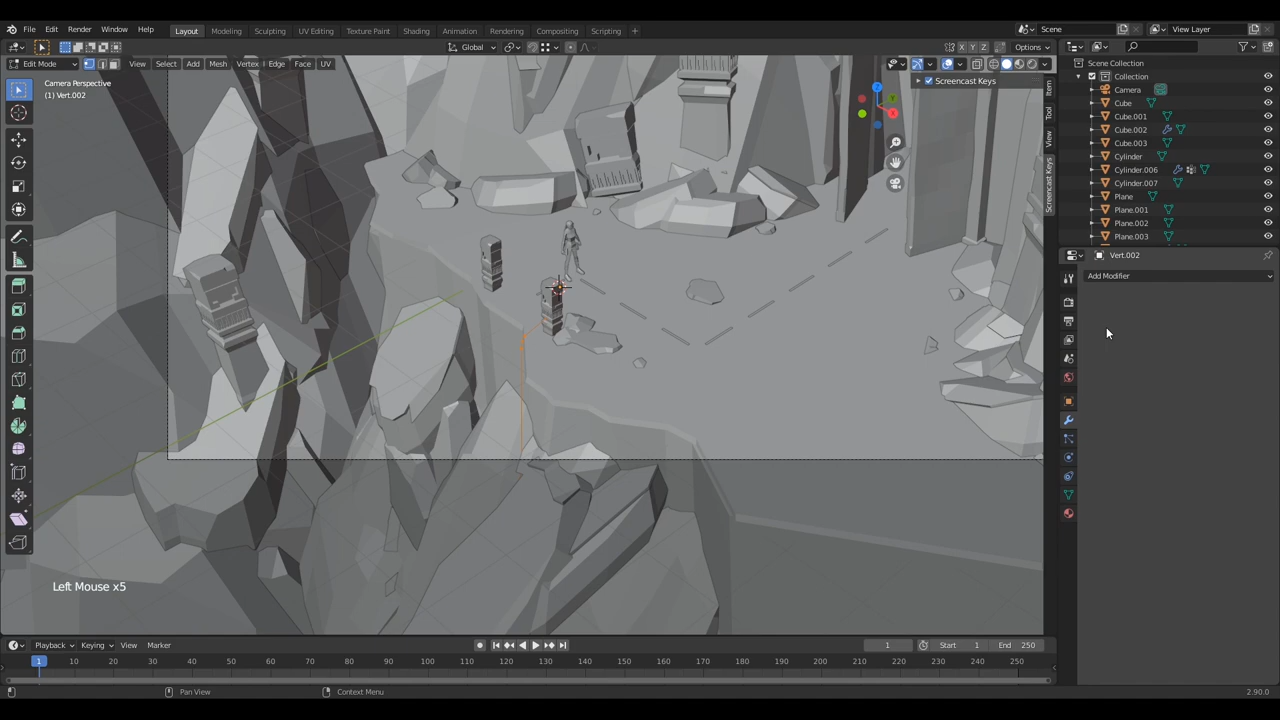 File Edit Render Window Help
Layout Modeling Sculpting UV Editing Texture Paint Shading Animation Rendering Compositing Scripting +
Scene
View Layer
Global
X Y Z Options
Edit Mode View Select Add Mesh Vertex Edge Face UV
Camera Perspective
(1) Vert.002
Screencast Keys
Z
Y
X
Item
Tool
View
Screencast Keys
Scene Collection
Collection
Camera
Cube
Cube.001
Cube.002
Cube.003
Cylinder
Cylinder.006
Cylinder.007
Plane
Plane.001
Plane.002
Plane.003
Vert.002
Add Modifier
Left Mouse x5
Playback Keying View Marker
1 Start 1 End 250
1 10 20 30 40 50 60 70 80 90 100 110 120 130 140 150 160 170 180 190 200 210 220 230 240 250
Pan View Context Menu
2.90.0